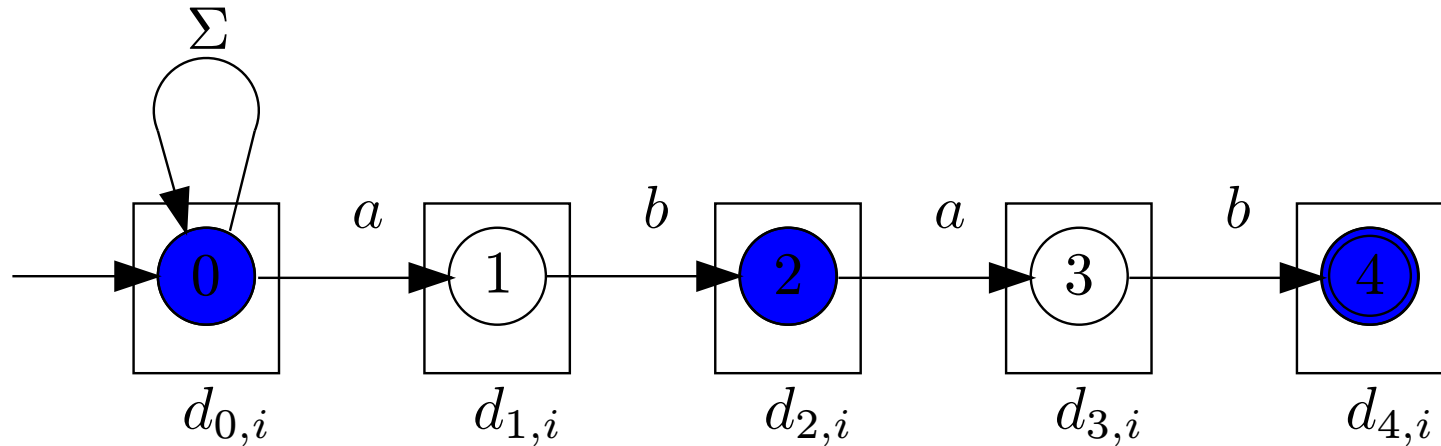 Σ
a b a b
0 1 2 3 4
d_{0,i} d_{1,i} d_{2,i} d_{3,i} d_{4,i}